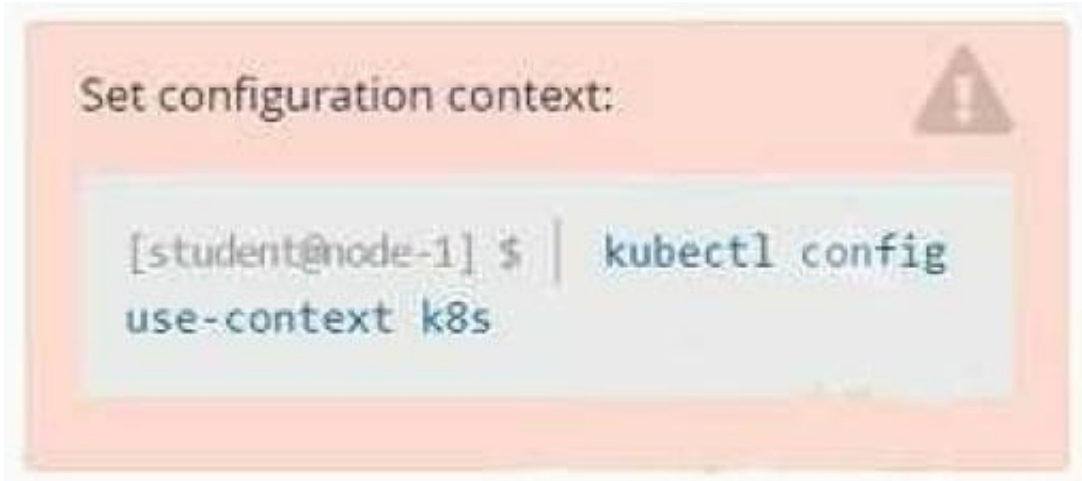 Set configuration context:
[student@node-1] $ | kubectl config
use-context k8s